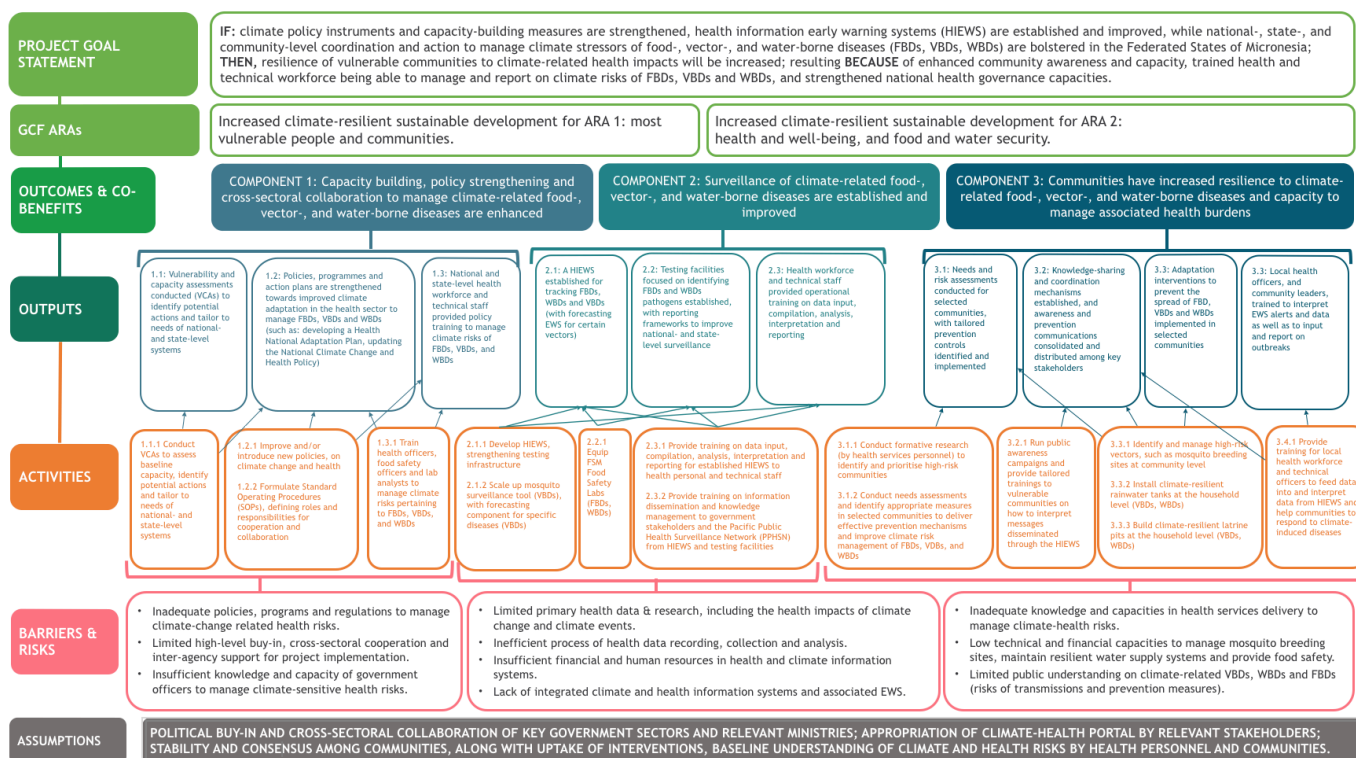 PROJECT GOAL
STATEMENT
IF: climate policy instruments and capacity-building measures are strengthened, health information early warning systems (HIEWS) are established and improved, while national-, state-, and
community-level coordination and action to manage climate stressors of food-, vector-, and water-borne diseases (FBDs, VBDs, WBDs) are bolstered in the Federated States of Micronesia;
THEN, resilience of vulnerable communities to climate-related health impacts will be increased; resulting BECAUSE of enhanced community awareness and capacity, trained health and
technical workforce being able to manage and report on climate risks of FBDs, VBDs and WBDs, and strengthened national health governance capacities.
GCF ARAs
Increased climate-resilient sustainable development for ARA 1: most
vulnerable people and communities.
Increased climate-resilient sustainable development for ARA 2:
health and well-being, and food and water security.
OUTCOMES & CO-
BENEFITS
COMPONENT 1: Capacity building, policy strengthening and
cross-sectoral collaboration to manage climate-related food-,
vector-, and water-borne diseases are enhanced
COMPONENT 2: Surveillance of climate-related food-,
vector-, and water-borne diseases are established and
improved
COMPONENT 3: Communities have increased resilience to climate-
related food-, vector-, and water-borne diseases and capacity to
manage associated health burdens
OUTPUTS
1.1: Vulnerability and
capacity assessments
conducted (VCAs) to
identify potential
actions and tailor to
needs of national-
and state-level
systems
1.2: Policies, programmes and
action plans are strengthened
towards improved climate
adaptation in the health sector to
manage FBDs, VBDs and WBDs
(such as: developing a Health
National Adaptation Plan, updating
the National Climate Change and
Health Policy)
1.3: National and
state-level health
workforce and
technical staff
provided policy
training to manage
climate risks of
FBDs, VBDs, and
WBDs
2.1: A HIEWS
established for
tracking FBDs,
WBDs and VBDs
(with forecasting
EWS for certain
vectors)
2.2: Testing facilities
focused on identifying
FBDs and WBDs
pathogens established,
with reporting
frameworks to improve
national- and state-
level surveillance
2.3: Health workforce
and technical staff
provided operational
training on data input,
compilation, analysis,
interpretation and
reporting
3.1: Needs and
risk assessments
conducted for
selected
communities,
with tailored
prevention
controls
identified and
implemented
3.2: Knowledge-sharing
and coordination
mechanisms
established, and
awareness and
prevention
communications
consolidated and
distributed among key
stakeholders
3.3: Adaptation
interventions to
prevent the
spread of FBD,
VBDs and WBDs
implemented in
selected
communities
3.3: Local health
officers, and
community leaders,
trained to interpret
EWS alerts and data
as well as to input
and report on
outbreaks
ACTIVITIES
1.1.1 Conduct
VCAs to assess
baseline
capacity, identify
potential actions
and tailor to
needs of
national- and
state-level
systems
1.2.1 Improve and/or
introduce new policies, on
climate change and health
1.2.2 Formulate Standard
Operating Procedures
(SOPs), defining roles and
responsibilities for
cooperation and
collaboration
1.3.1 Train
health officers,
food safety
officers and lab
analysts to
manage climate
risks pertaining
to FBDs, VBDs,
and WBDs
2.1.1 Develop HIEWS,
strengthening testing
infrastructure
2.1.2 Scale up mosquito
surveillance tool (VBDs),
with forecasting
component for specific
diseases (VBDs)
2.2.1
Equip
FSM
Food
Safety
Labs
(FBDs,
WBDs)
2.3.1 Provide training on data input,
compilation, analysis, interpretation and
reporting for established HIEWS to
health personal and technical staff
2.3.2 Provide training on information
dissemination and knowledge
management to government
stakeholders and the Pacific Public
Health Surveillance Network (PPHSN)
from HIEWS and testing facilities
3.1.1: Conduct formative research
(by health services personnel) to
identify and prioritise high-risk
communities
3.1.2 Conduct needs assessments
and identify appropriate measures
in selected communities to deliver
effective prevention mechanisms
and improve climate risk
management of FBDs, VDBs, and
WBDs
3.2.1 Run public
awareness
campaigns and
provide tailored
trainings to
vulnerable
communities on
how to interpret
messages
disseminated
through the HIEWS
3.3.1 Identify and manage high-risk
vectors, such as mosquito breeding
sites at community level
3.3.2 Install climate-resilient
rainwater tanks at the household
level (VBDs, WBDs)
3.3.3 Build climate-resilient latrine
pits at the household level (VBDs,
WBDs)
3.4.1 Provide
training for local
health workforce
and technical
officers to feed data
into and interpret
data from HIEWS and
help communities to
respond to climate-
induced diseases
BARRIERS &
RISKS
• Inadequate policies, programs and regulations to manage
climate-change related health risks.
• Limited high-level buy-in, cross-sectoral cooperation and
inter-agency support for project implementation.
• Insufficient knowledge and capacity of government
officers to manage climate-sensitive health risks.
• Limited primary health data & research, including the health impacts of climate
change and climate events.
• Inefficient process of health data recording, collection and analysis.
• Insufficient financial and human resources in health and climate information
systems.
• Lack of integrated climate and health information systems and associated EWS.
• Inadequate knowledge and capacities in health services delivery to
manage climate-health risks.
• Low technical and financial capacities to manage mosquito breeding
sites, maintain resilient water supply systems and provide food safety.
• Limited public understanding on climate-related VBDs, WBDs and FBDs
(risks of transmissions and prevention measures).
ASSUMPTIONS
POLITICAL BUY-IN AND CROSS-SECTORAL COLLABORATION OF KEY GOVERNMENT SECTORS AND RELEVANT MINISTRIES; APPROPRIATION OF CLIMATE-HEALTH PORTAL BY RELEVANT STAKEHOLDERS;
STABILITY AND CONSENSUS AMONG COMMUNITIES, ALONG WITH UPTAKE OF INTERVENTIONS, BASELINE UNDERSTANDING OF CLIMATE AND HEALTH RISKS BY HEALTH PERSONNEL AND COMMUNITIES.